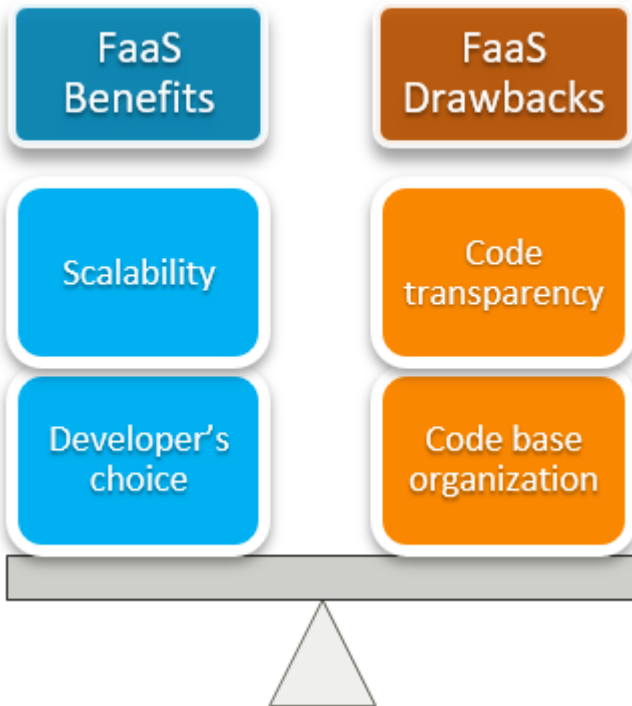 FaaS
Benefits
FaaS
Drawbacks
Scalability
Code
transparency
Developer’s
choice
Code base
organization